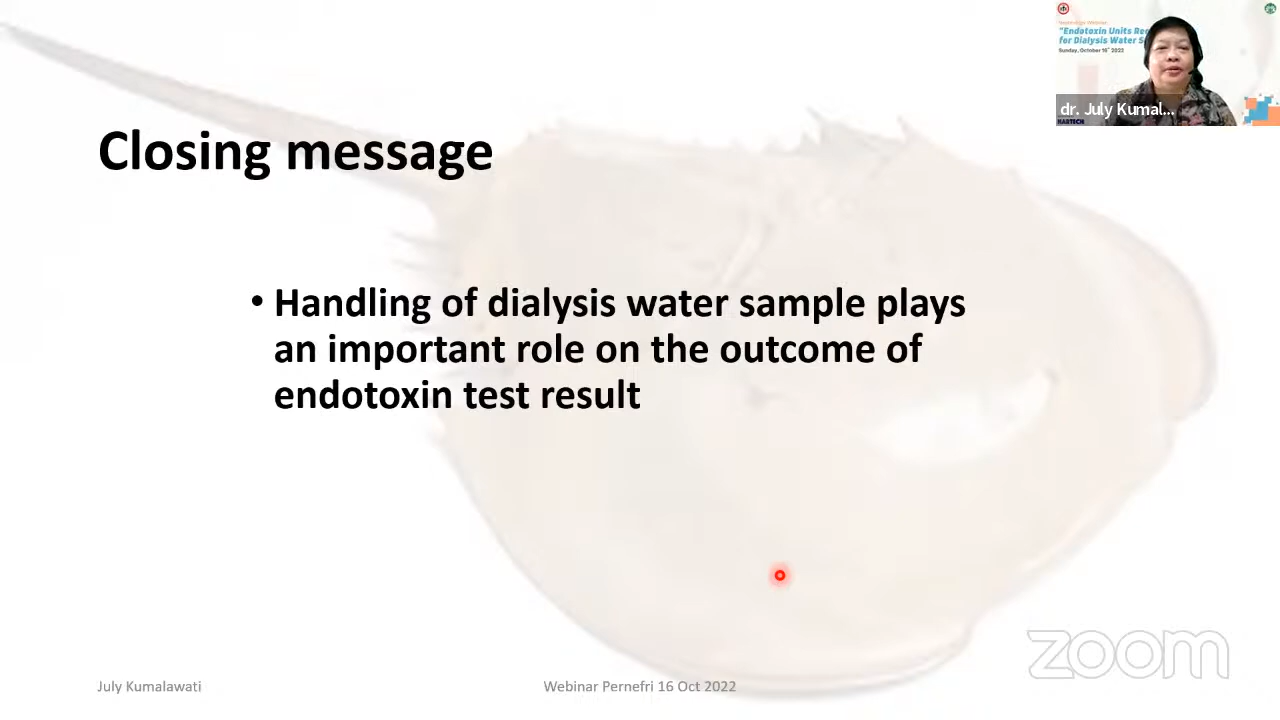 Closing message
• Handling of dialysis water sample plays
an important role on the outcome of
endotoxin test result
"Endotoxin Units
for Dialysis Water
Sunday, October 16th 2022
dr. July Kumal...
zoom
July Kumalawati
Webinar Pernefri 16 Oct 2022